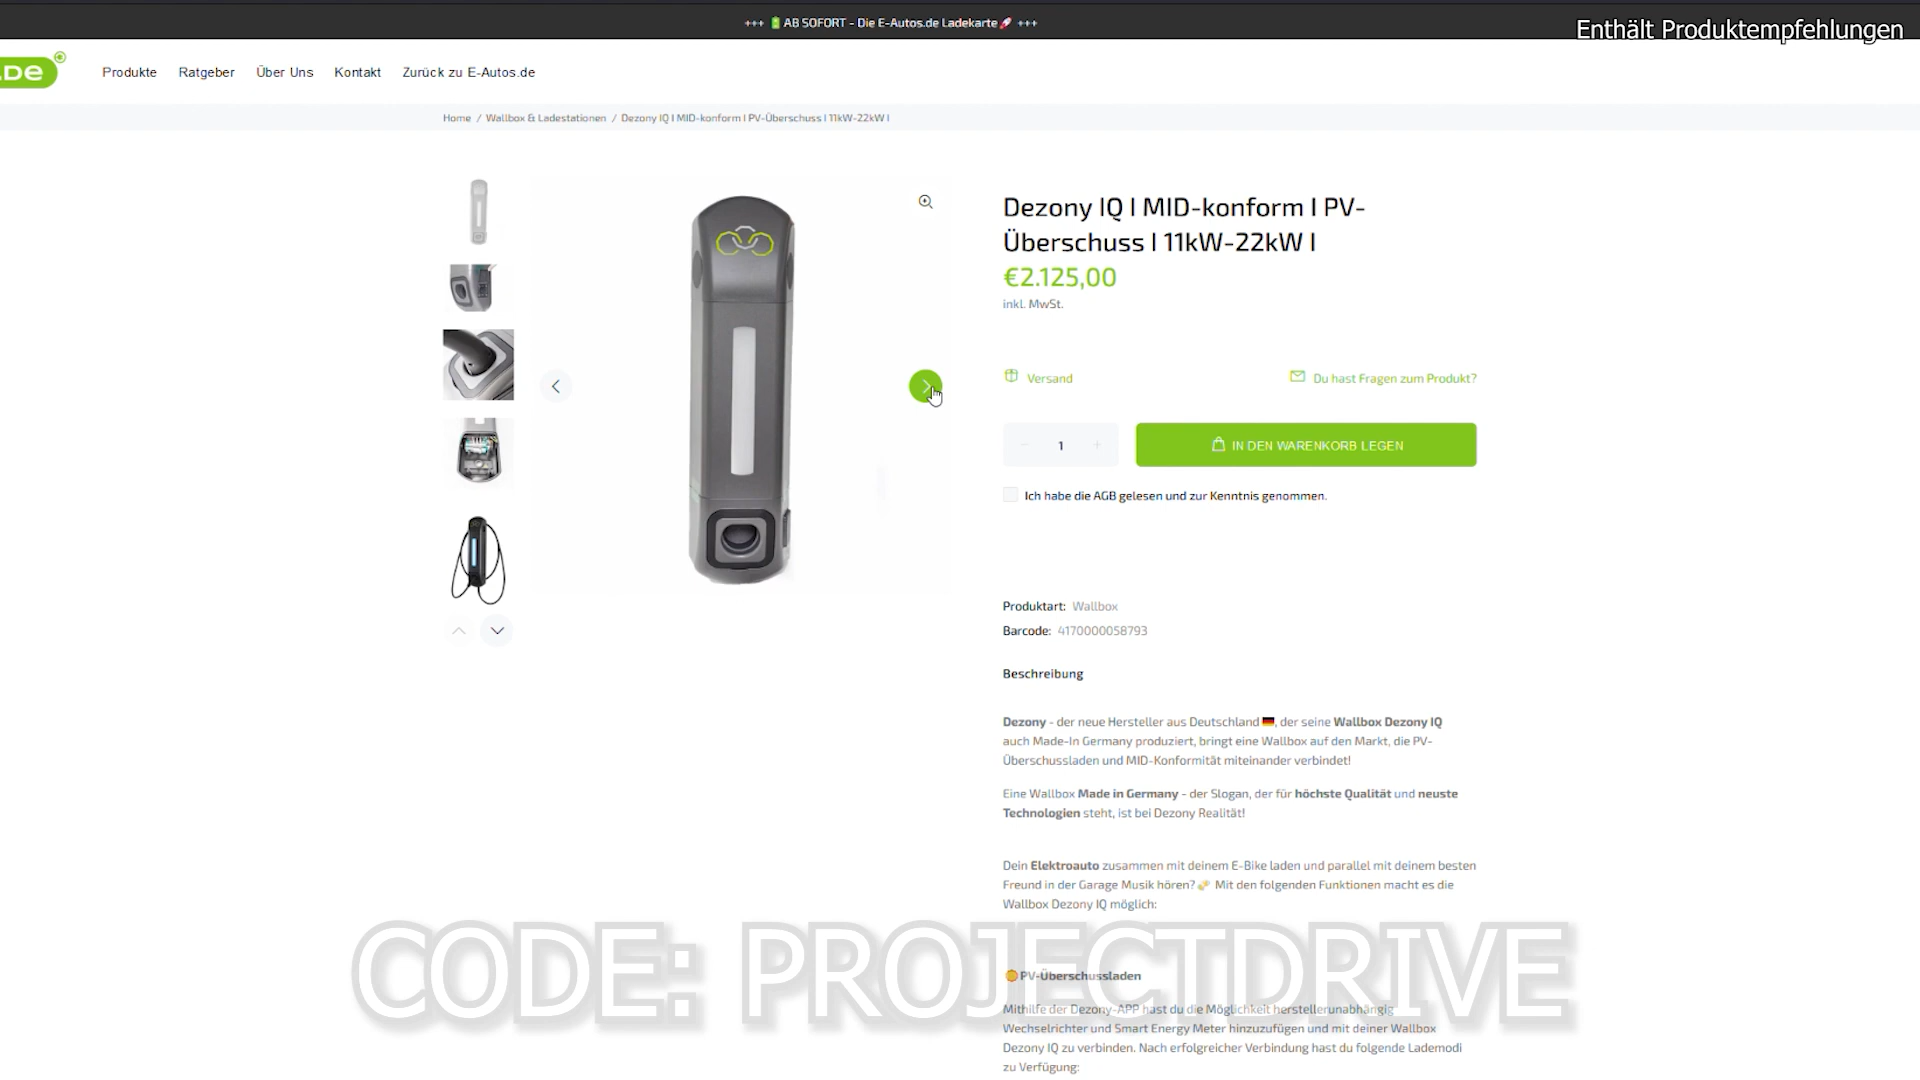 +++ 🔋 AB SOFORT - Die E-Autos.de Ladekarte🚀 +++
Enthält Produktempfehlungen
.De
Produkte Ratgeber Über Uns Kontakt Zurück zu E-Autos.de
Home / Wallbox & Ladestationen / Dezony IQ I MID-konform I PV-Überschuss I 11kW-22kW I
Dezony IQ I MID-konform I PV-
Überschuss I 11kW-22kW I
€2.125,00
inkl. MwSt.
Versand
Du hast Fragen zum Produkt?
1
IN DEN WARENKORB LEGEN
Ich habe die AGB gelesen und zur Kenntnis genommen.
Produktart: Wallbox
Barcode: 4170000058793
Beschreibung
Dezony - der neue Hersteller aus Deutschland 🇩🇪, der seine Wallbox Dezony IQ
auch Made-In Germany produziert, bringt eine Wallbox auf den Markt, die PV-
Überschussladen und MID-Konformität miteinander verbindet!
Eine Wallbox Made in Germany - der Slogan, der für höchste Qualität und neuste
Technologien steht, ist bei Dezony Realität!
Dein Elektroauto zusammen mit deinem E-Bike laden und parallel mit deinem besten
Freund in der Garage Musik hören? Mit den folgenden Funktionen macht es die
Wallbox Dezony IQ möglich:
CODE: PROJECTDRIVE
PV-Überschussladen
Mithilfe der Dezony-APP hast du die Möglichkeit herstellerunabhängig
Wechselrichter und Smart Energy Meter hinzuzufügen und mit deiner Wallbox
Dezony IQ zu verbinden. Nach erfolgreicher Verbindung hast du folgende Lademodi
zu Verfügung: